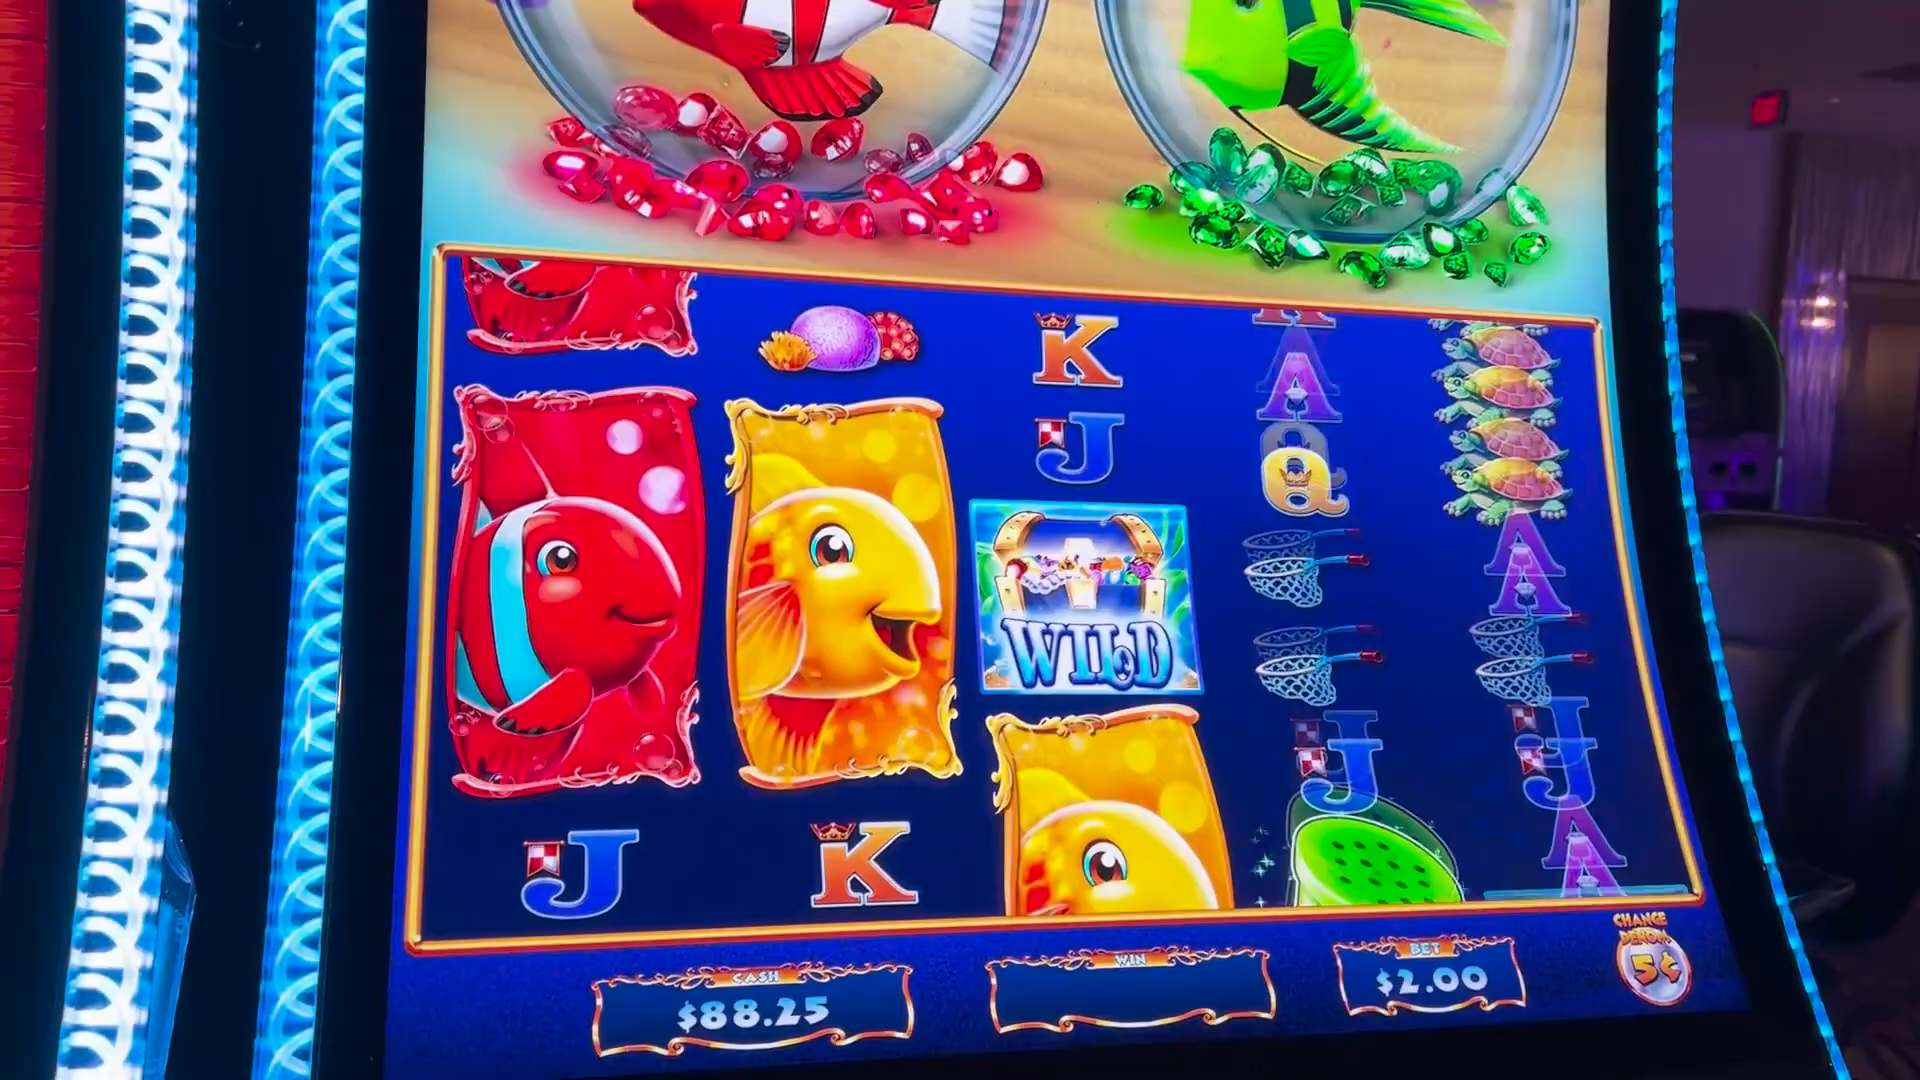 K
K
A
J
Q
WILD
A
J
J
J
J
J
K
A
CASH
$88.25
WIN
BET
$2.00
CHANGE
DENOM
5¢